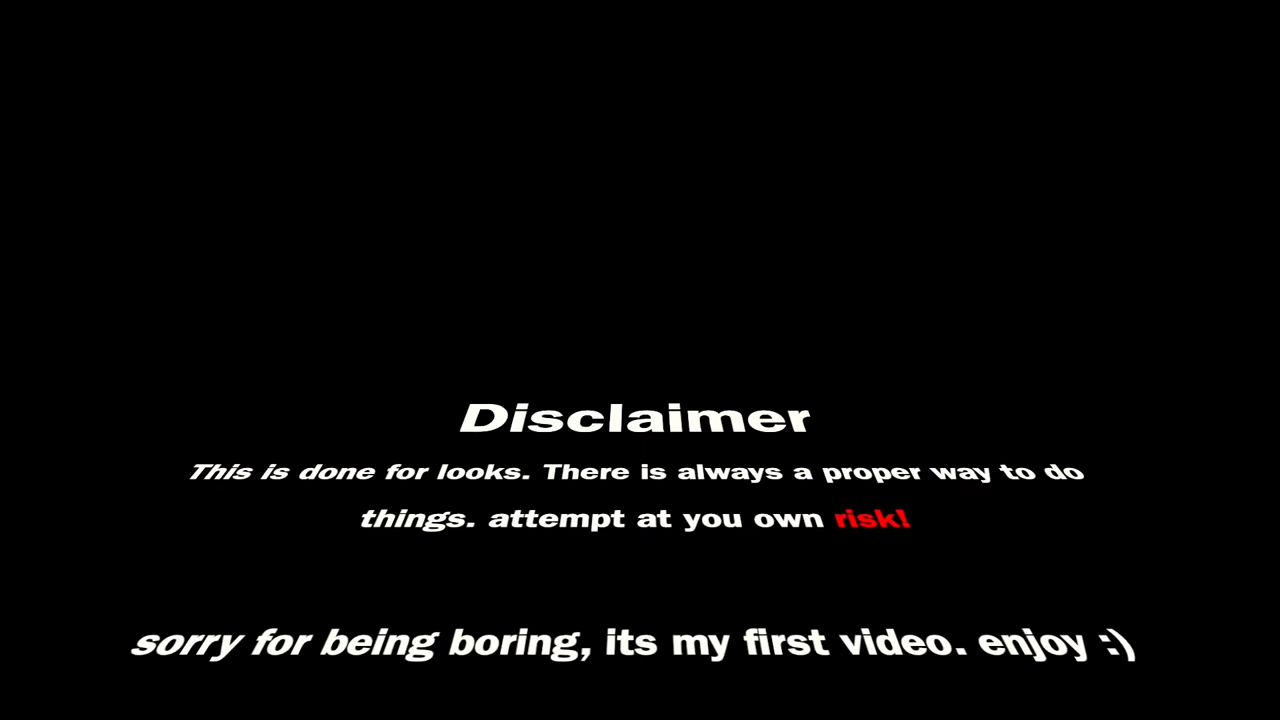 Disclaimer
This is done for looks. There is always a proper way to do
things. attempt at you own risk!
sorry for being boring, its my first video. enjoy :)